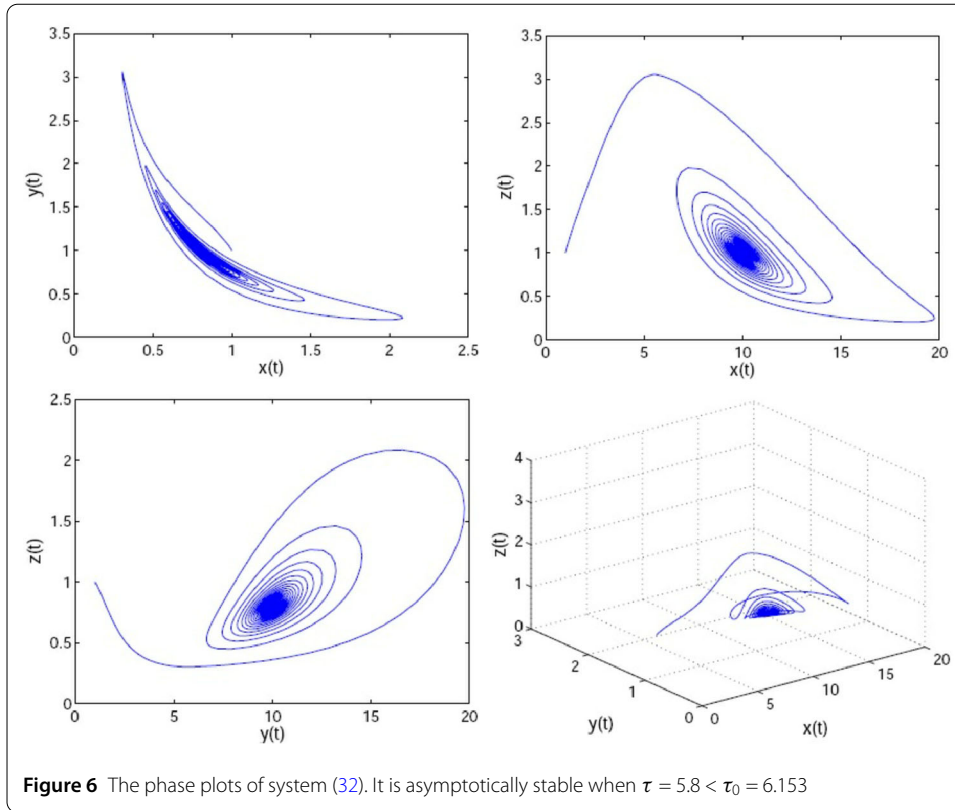 3.5
3
2.5
2
1.5
1
0.5
0
y(t)
0 0.5 1 1.5 2 2.5
x(t)
3.5
3
2.5
2
1.5
1
0.5
0
z(t)
0 5 10 15 20
x(t)
2.5
2
1.5
1
0.5
0
z(t)
0 5 10 15 20
y(t)
4
3
2
1
0
z(t)
3
2
1
0
y(t)
0
5
10
15
20
x(t)
Figure 6 The phase plots of system (32). It is asymptotically stable when τ = 5.8 < τ₀ = 6.153